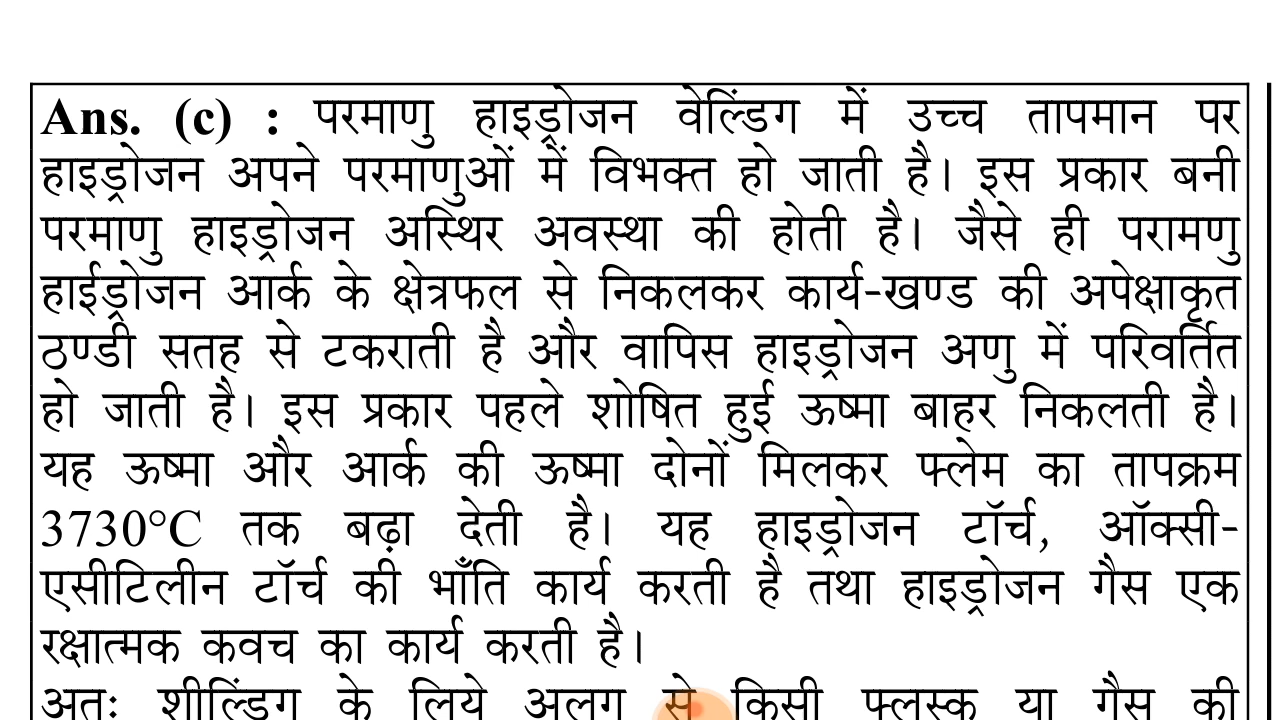 Ans. (c) : परमाणु हाइड्रोजन वेल्डिंग में उच्च तापमान पर
हाइड्रोजन अपने परमाणुओं में विभक्त हो जाती है। इस प्रकार बनी
परमाणु हाइड्रोजन अस्थिर अवस्था की होती है। जैसे ही परामणु
हाईड्रोजन आर्क के क्षेत्रफल से निकलकर कार्य-खण्ड की अपेक्षाकृत
ठण्डी सतह से टकराती है और वापिस हाइड्रोजन अणु में परिवर्तित
हो जाती है। इस प्रकार पहले शोषित हुई ऊष्मा बाहर निकलती है।
यह ऊष्मा और आर्क की ऊष्मा दोनों मिलकर फ्लेम का तापक्रम
3730°C तक बढ़ा देती है। यह हाइड्रोजन टॉर्च, ऑक्सी-
एसीटिलीन टॉर्च की भाँति कार्य करती है तथा हाइड्रोजन गैस एक
रक्षात्मक कवच का कार्य करती है।
अतः शील्डिंग के लिये अलग से किसी फ्लस्क या गैस की